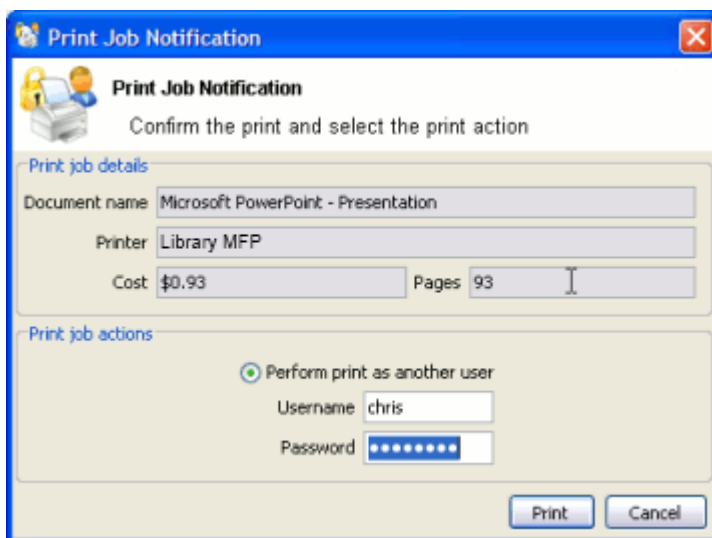 Print Job Notification
Print Job Notification
Confirm the print and select the print action
Print job details
Document name Microsoft PowerPoint - Presentation
Printer Library MFP
Cost $0.93 Pages 93
Print job actions
Perform print as another user
Username chris
Password ••••••••
Print Cancel